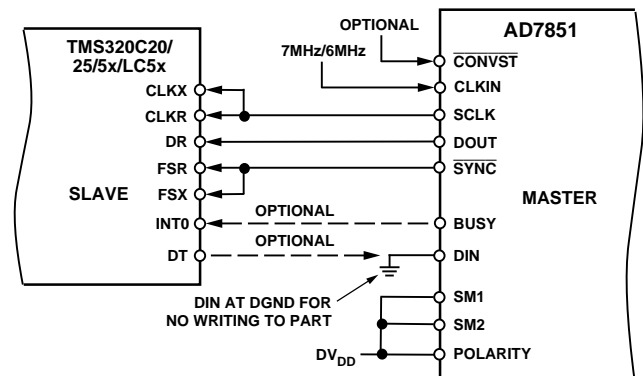 OPTIONAL
AD7851
TMS320C20/
25/5x/LC5x
7MHz/6MHz
CONVST
CLKIN
CLKX
CLKR
SCLK
DR
DOUT
FSR
SYNC
SLAVE
FSX
MASTER
OPTIONAL
INT0
BUSY
OPTIONAL
DT
DIN
DIN AT DGND FOR
NO WRITING TO PART
SM1
SM2
DVDD
POLARITY